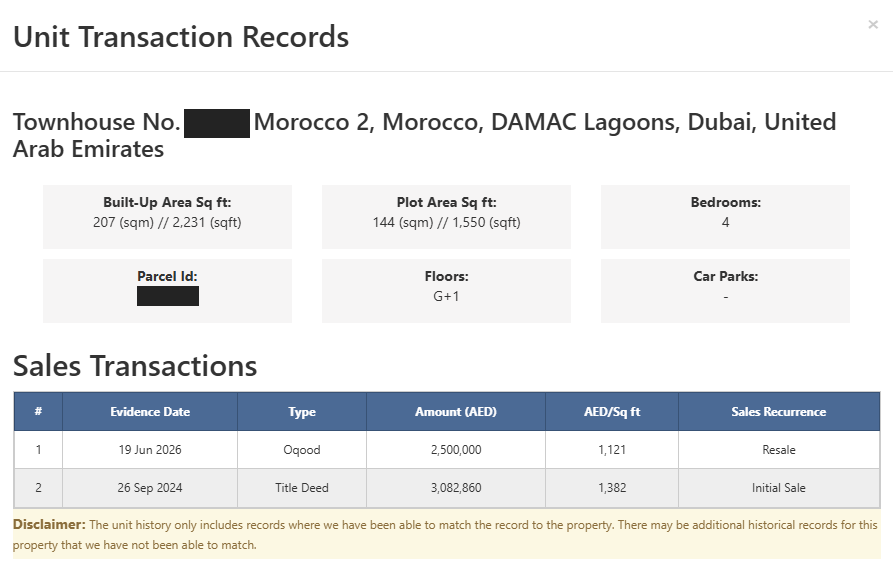 ×
Unit Transaction Records
Townhouse No. Morocco 2, Morocco, DAMAC Lagoons, Dubai, United
Arab Emirates
Built-Up Area Sq ft:
207 (sqm) // 2,231 (sqft)
Plot Area Sq ft:
144 (sqm) // 1,550 (sqft)
Bedrooms:
4
Parcel Id:
Floors:
G+1
Car Parks:
-
Sales Transactions
# Evidence Date Type Amount (AED) AED/Sq ft Sales Recurrence
1 19 Jun 2026 Oqood 2,500,000 1,121 Resale
2 26 Sep 2024 Title Deed 3,082,860 1,382 Initial Sale
Disclaimer: The unit history only includes records where we have been able to match the record to the property. There may be additional historical records for this
property that we have not been able to match.